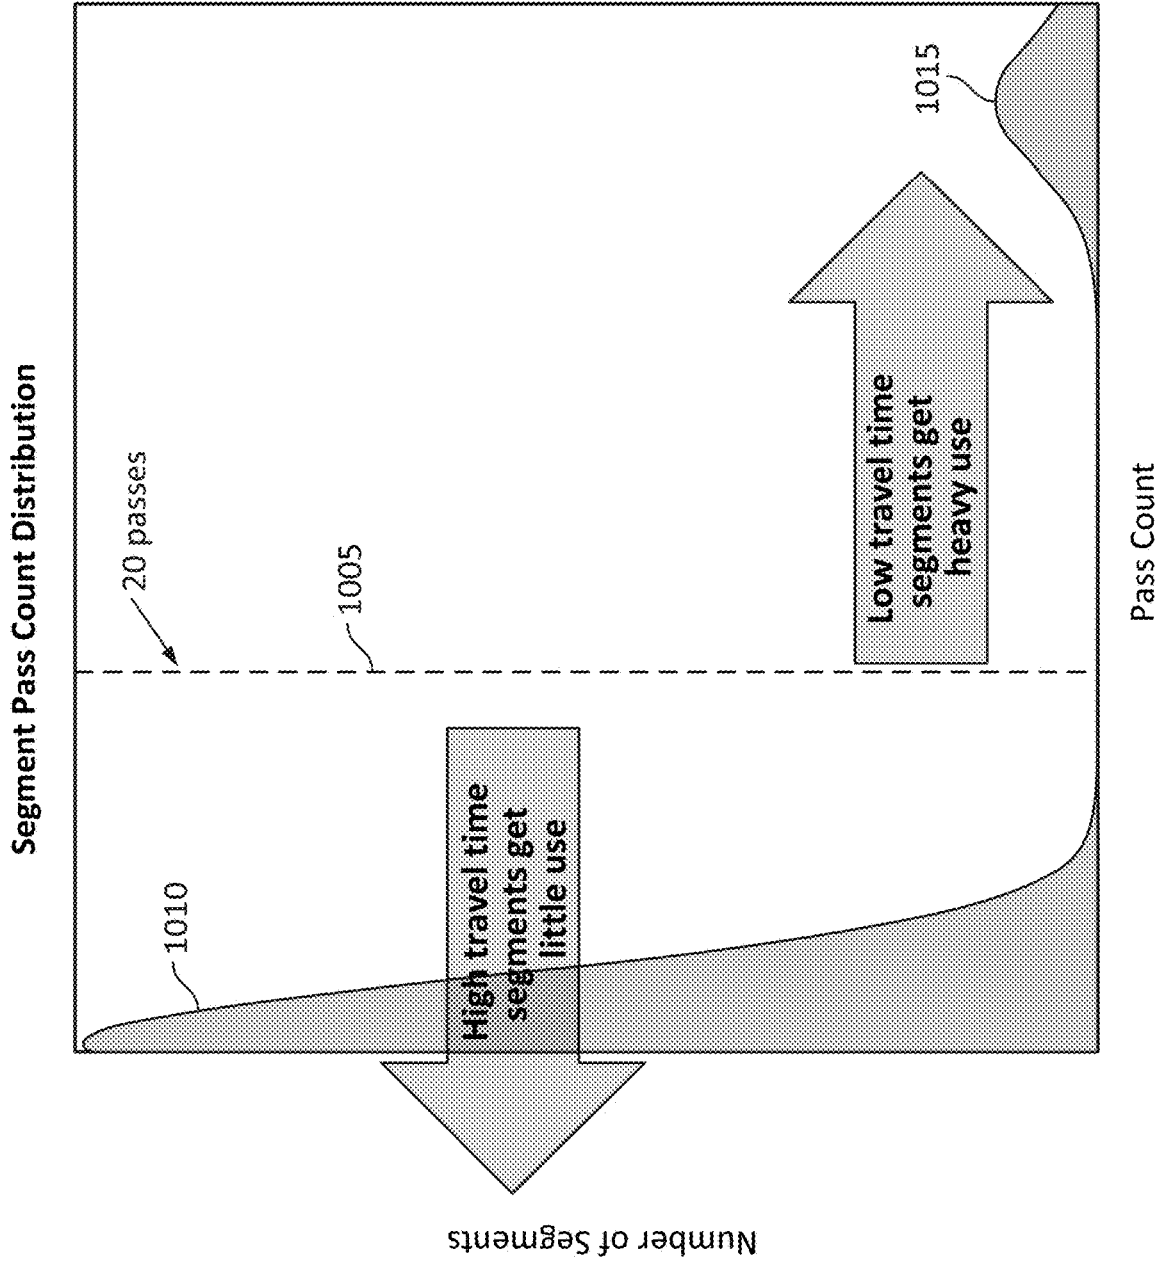 Segment Pass Count Distribution
20 passes
1005
1010
1015
High travel time
segments get
little use
Low travel time
segments get
heavy use
Number of Segments
Pass Count